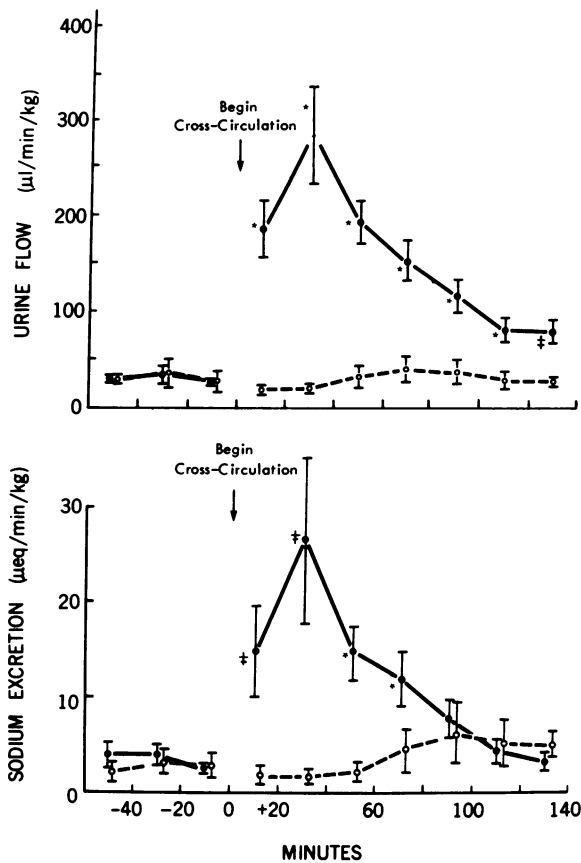 400
300
200
100
0
URINE FLOW (µl/min/kg)
Begin
Cross-Circulation
*
*
*
*
*
*
‡
30
20
10
0
SODIUM EXCRETION (µeq/min/kg)
Begin
Cross-Circulation
‡
‡
*
*
-40 -20 0 +20 60 100 140
MINUTES